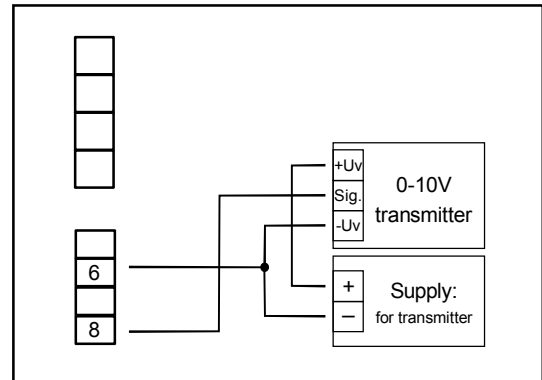 +Uv
Sig.
-Uv
0-10V
transmitter
6
8
+
−
Supply:
for transmitter